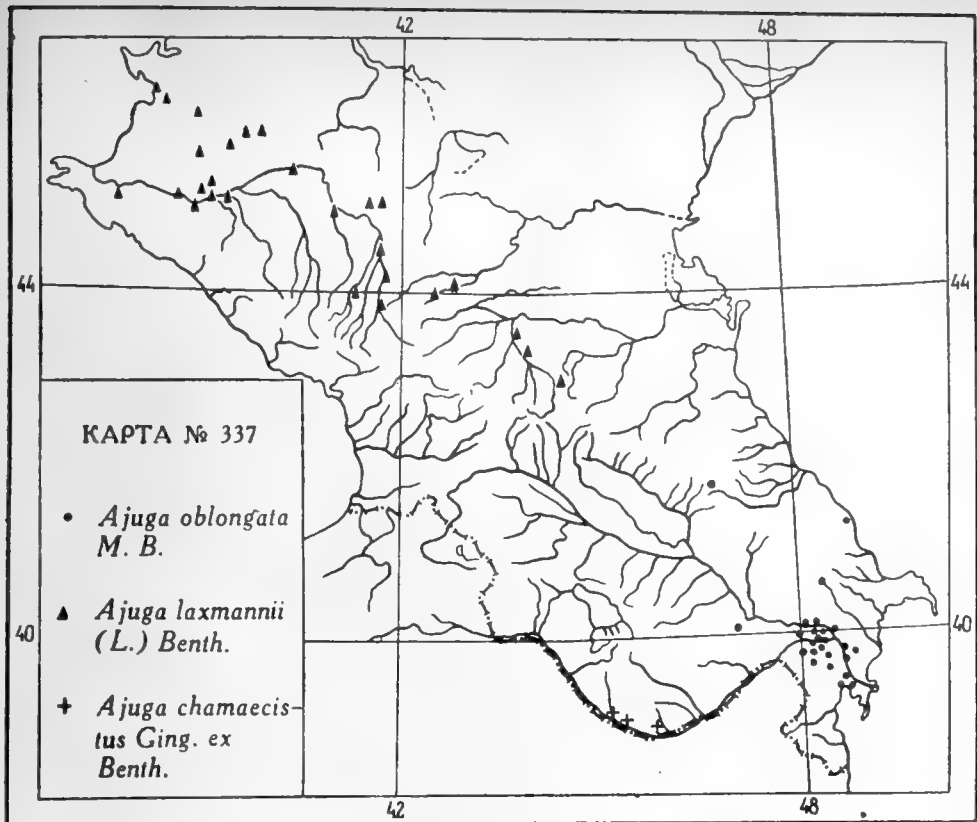 42 48
44 44
КАРТА № 337
Ajuga oblongata
M. B.
Ajuga laxmannii
(L.) Benth.
40 40
Ajuga chamaecis-
tus Ging. ex
Benth.
42 48